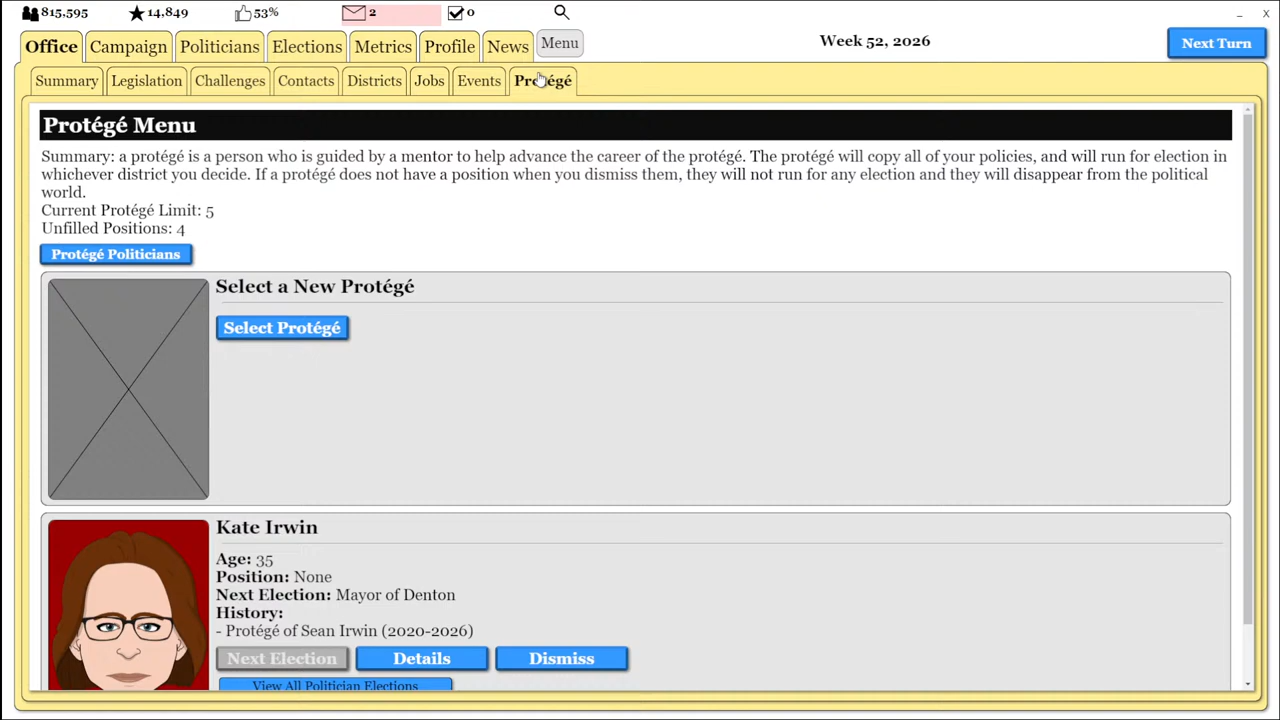 815,595 14,849 53% 2 0
_ x
Office Campaign Politicians Elections Metrics Profile News Menu Week 52, 2026 Next Turn
Summary Legislation Challenges Contacts Districts Jobs Events Protégé
Protégé Menu
Summary: a protégé is a person who is guided by a mentor to help advance the career of the protégé. The protégé will copy all of your policies, and will run for election in
whichever district you decide. If a protégé does not have a position when you dismiss them, they will not run for any election and they will disappear from the political
world.
Current Protégé Limit: 5
Unfilled Positions: 4
Protégé Politicians
Select a New Protégé
Select Protégé
Kate Irwin
Age: 35
Position: None
Next Election: Mayor of Denton
History:
- Protégé of Sean Irwin (2020-2026)
Next Election Details Dismiss
View All Politician Elections